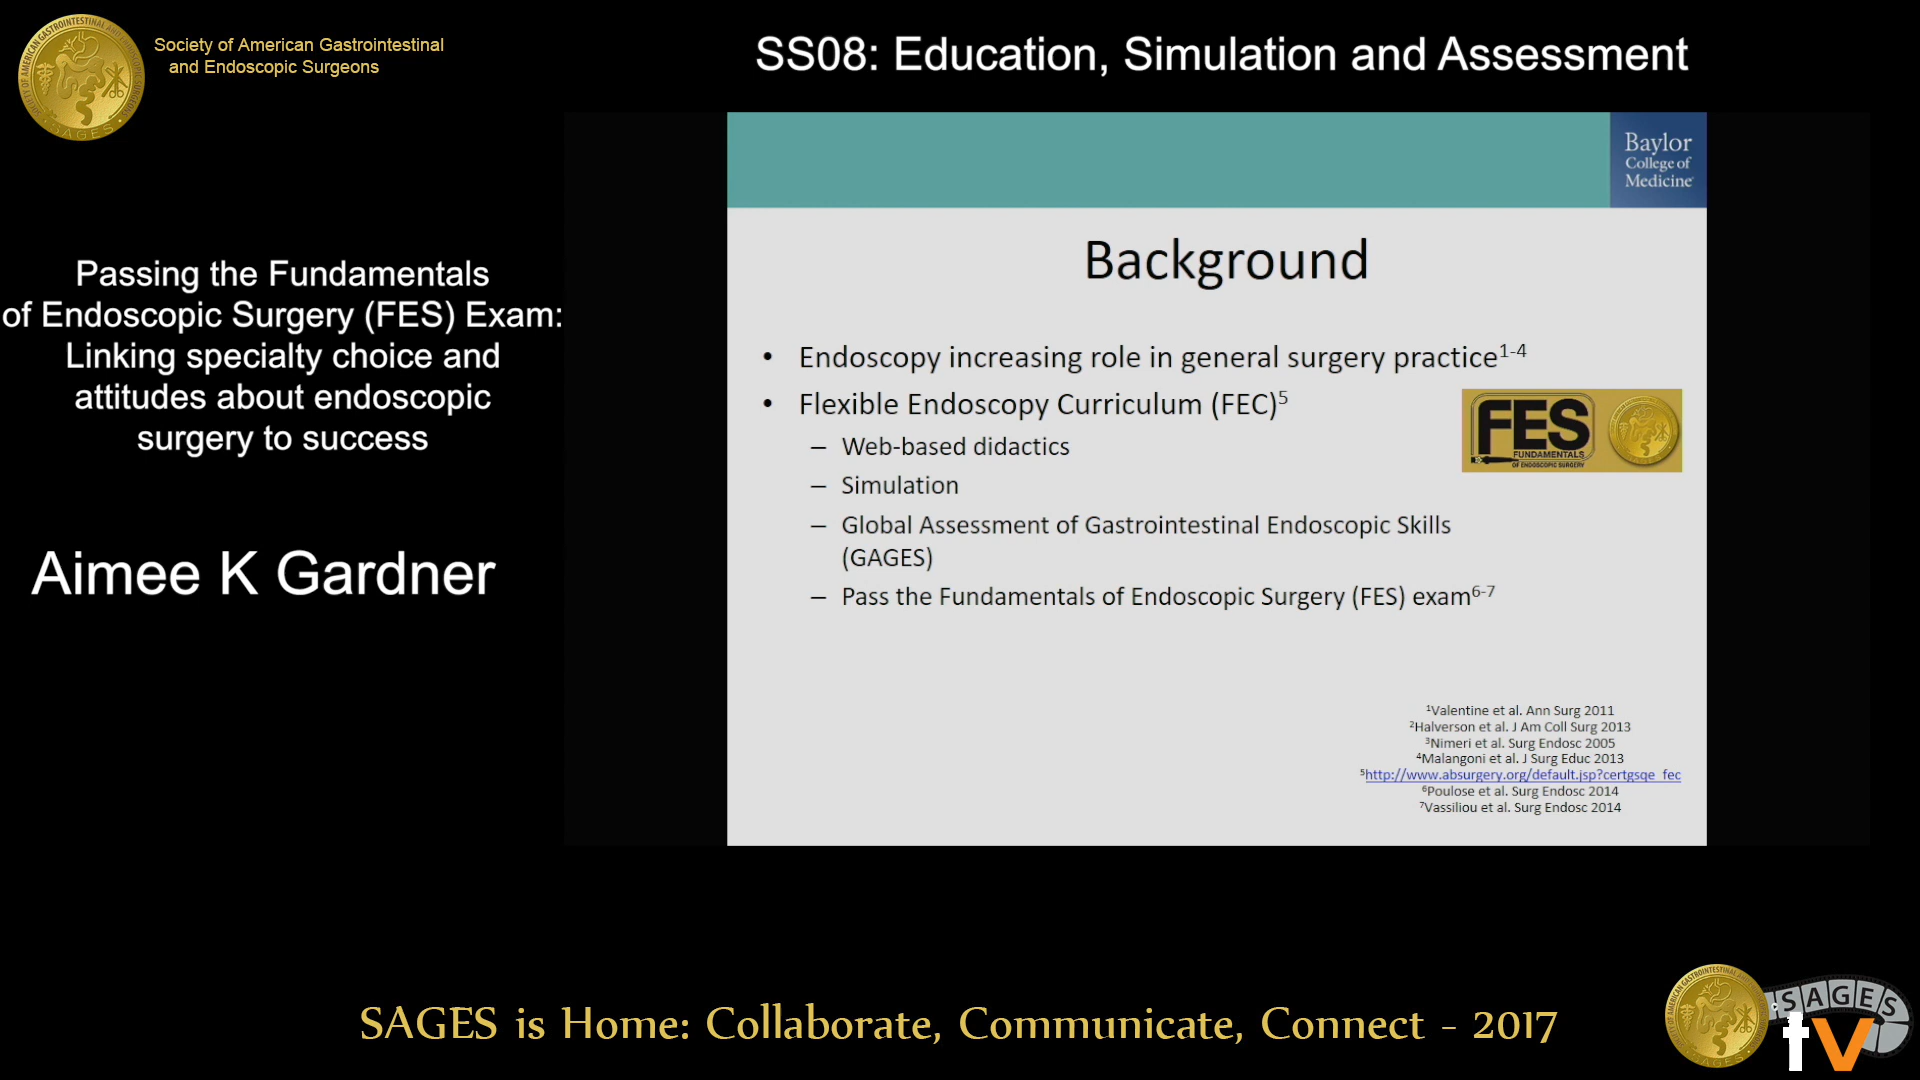 Society of American Gastrointestinal
and Endoscopic Surgeons
SS08: Education, Simulation and Assessment
Passing the Fundamentals
of Endoscopic Surgery (FES) Exam:
Linking specialty choice and
attitudes about endoscopic
surgery to success
Aimee K Gardner
Baylor
College of
Medicine
Background
• Endoscopy increasing role in general surgery practice1-4
• Flexible Endoscopy Curriculum (FEC)5
– Web-based didactics
– Simulation
– Global Assessment of Gastrointestinal Endoscopic Skills
(GAGES)
– Pass the Fundamentals of Endoscopic Surgery (FES) exam6-7
FES
FUNDAMENTALS
OF ENDOSCOPIC SURGERY
1Valentine et al. Ann Surg 2011
2Halverson et al. J Am Coll Surg 2013
3Nimeri et al. Surg Endosc 2005
4Malangoni et al. J Surg Educ 2013
5http://www.absurgery.org/default.jsp?certgsqe_fec
6Poulose et al. Surg Endosc 2014
7Vassiliou et al. Surg Endosc 2014
SAGES is Home: Collaborate, Communicate, Connect - 2017
SAGES
tv